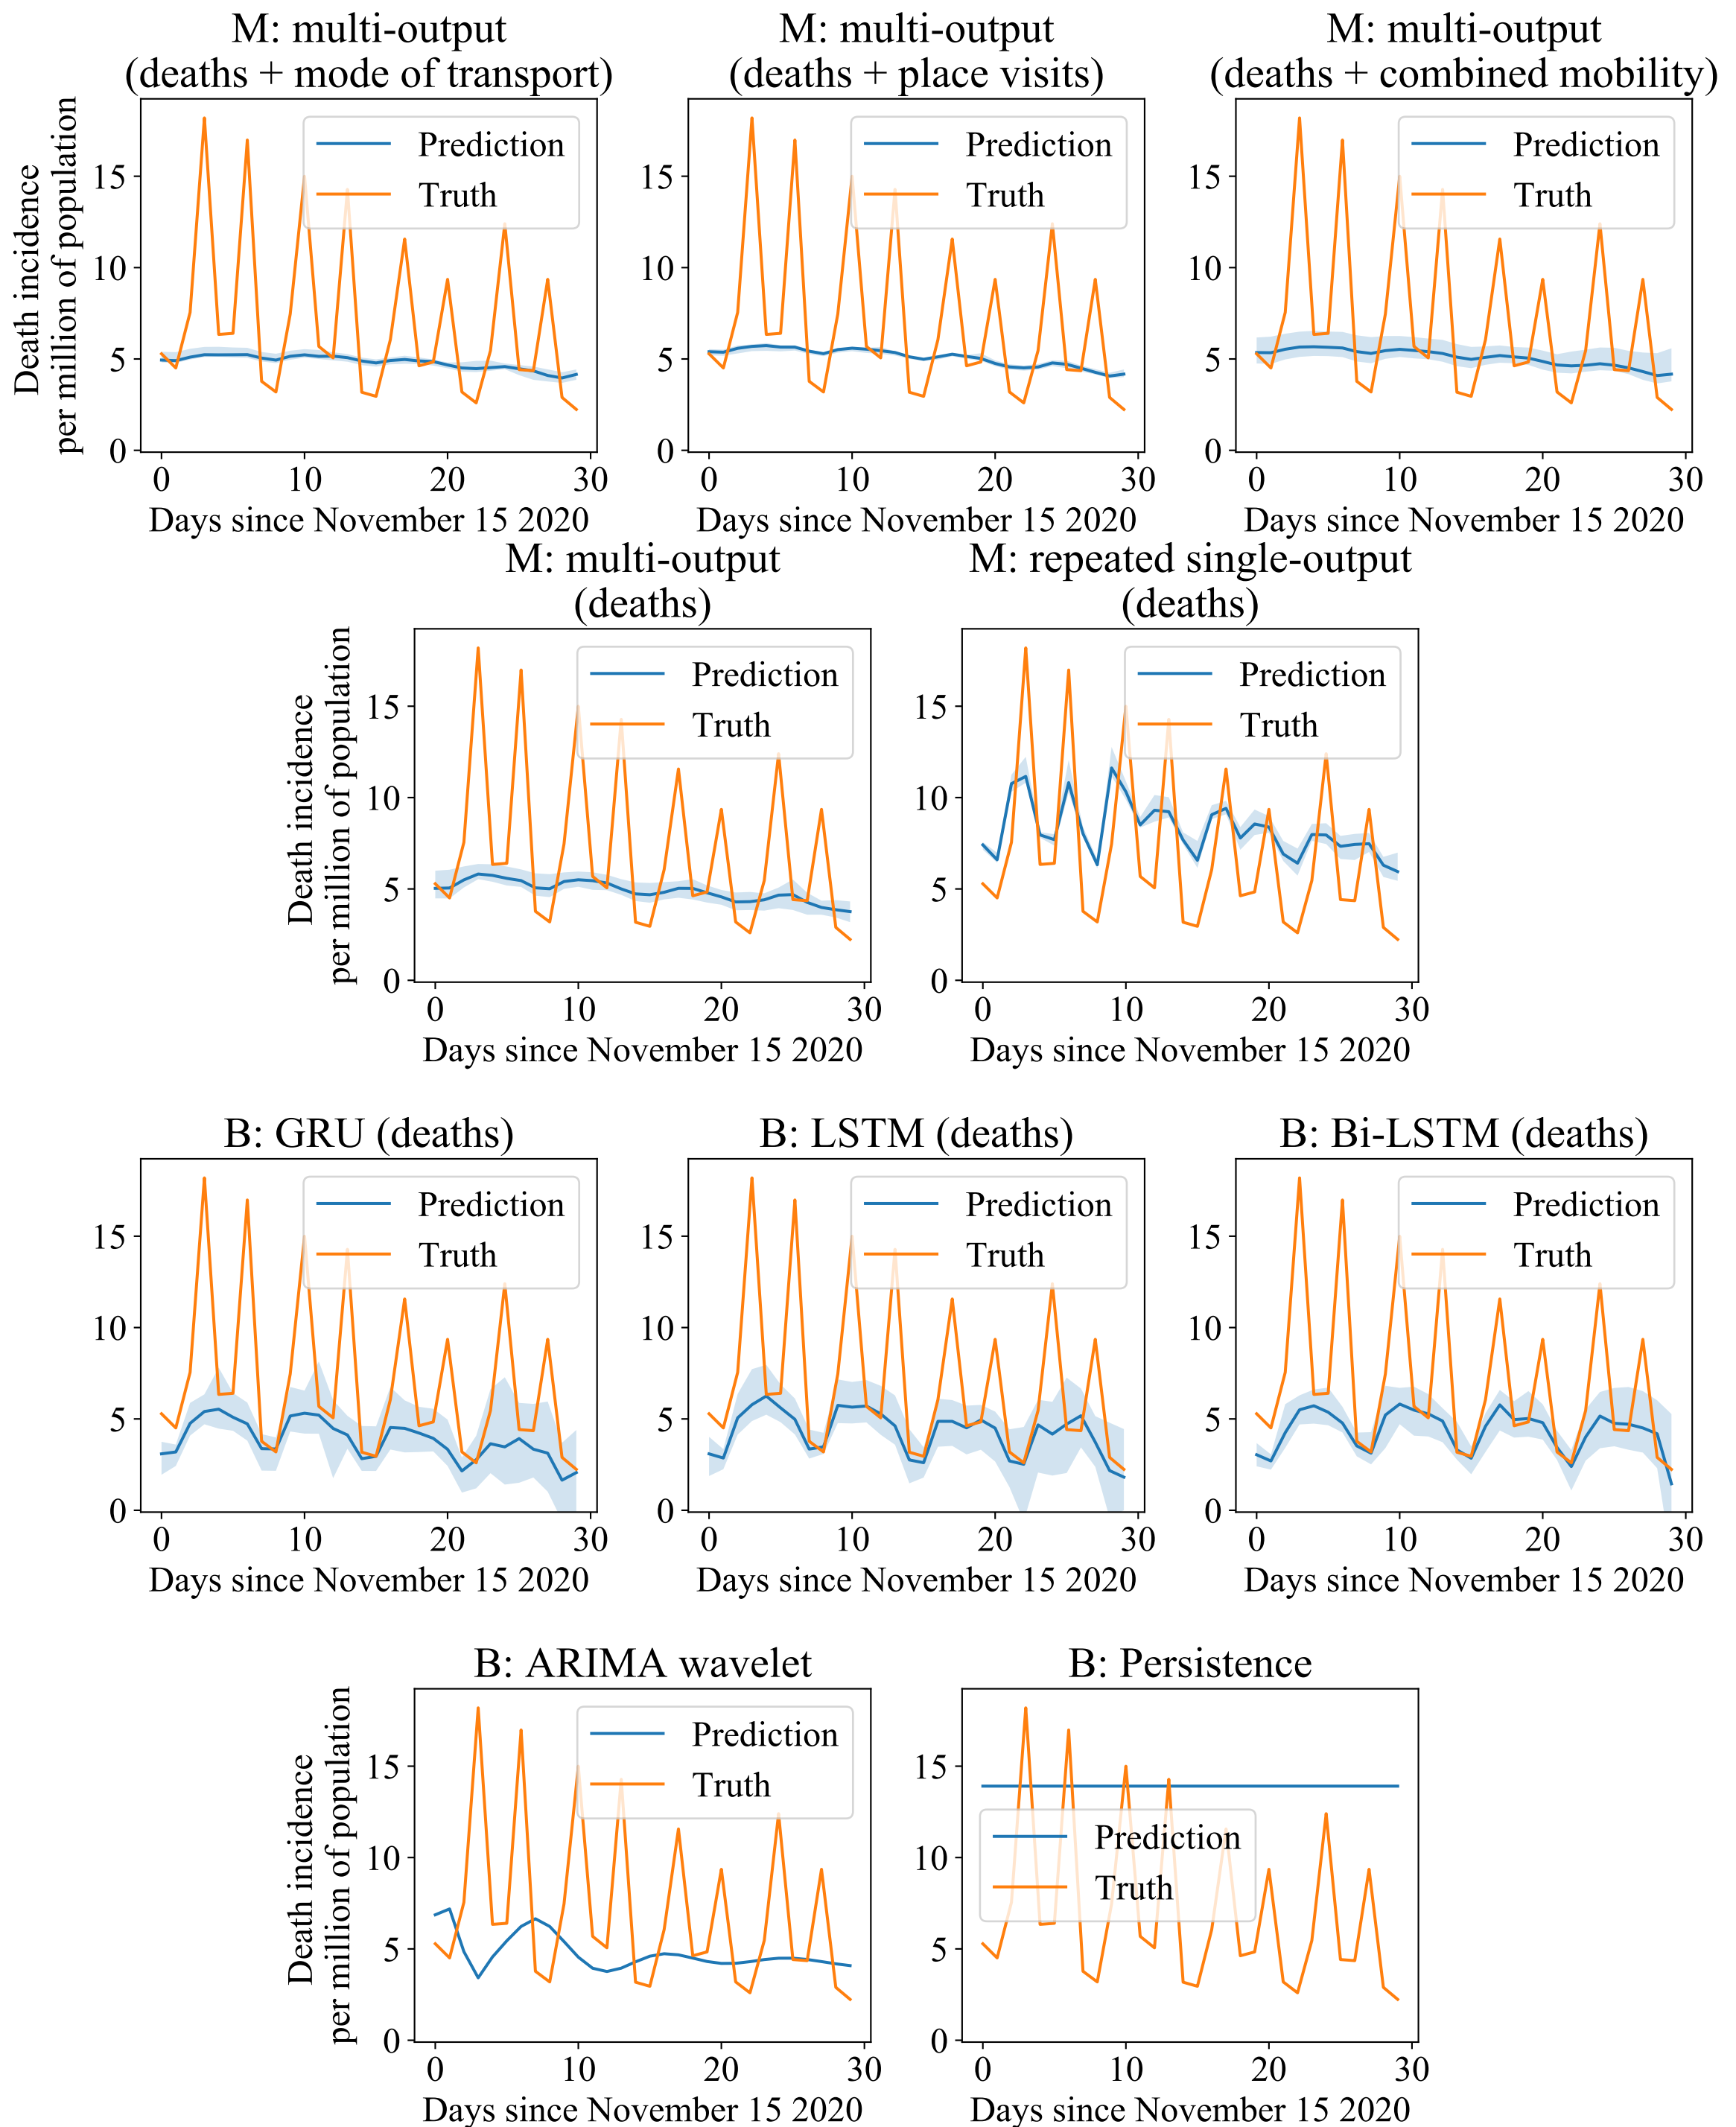 M: multi-output
(deaths + mode of transport)
M: multi-output
(deaths + place visits)
M: multi-output
(deaths + combined mobility)
Death incidence
per million of population
15
10
5
0
Prediction
Truth
0 10 20 30
Days since November 15 2020
15
10
5
0
Prediction
Truth
0 10 20 30
Days since November 15 2020
15
10
5
0
Prediction
Truth
0 10 20 30
Days since November 15 2020
M: multi-output
(deaths)
M: repeated single-output
(deaths)
Death incidence
per million of population
15
10
5
0
Prediction
Truth
0 10 20 30
Days since November 15 2020
15
10
5
0
Prediction
Truth
0 10 20 30
Days since November 15 2020
B: GRU (deaths)
15
10
5
0
Prediction
Truth
0 10 20 30
Days since November 15 2020
B: LSTM (deaths)
15
10
5
0
Prediction
Truth
0 10 20 30
Days since November 15 2020
B: Bi-LSTM (deaths)
15
10
5
0
Prediction
Truth
0 10 20 30
Days since November 15 2020
B: ARIMA wavelet
Death incidence
per million of population
15
10
5
0
Prediction
Truth
0 10 20 30
Days since November 15 2020
B: Persistence
15
10
5
0
Prediction
Truth
0 10 20 30
Days since November 15 2020